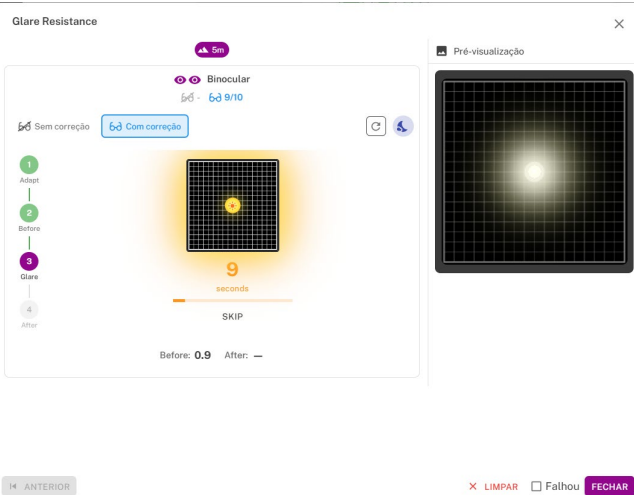 Glare Resistance
5m
Pré-visualização
Binocular
- 9/10
Sem correção
Com correção
1
Adapt
2
Before
3
Glare
4
After
9
seconds
SKIP
Before: 0.9 After: —
ANTERIOR
LIMPAR
Falhou
FECHAR